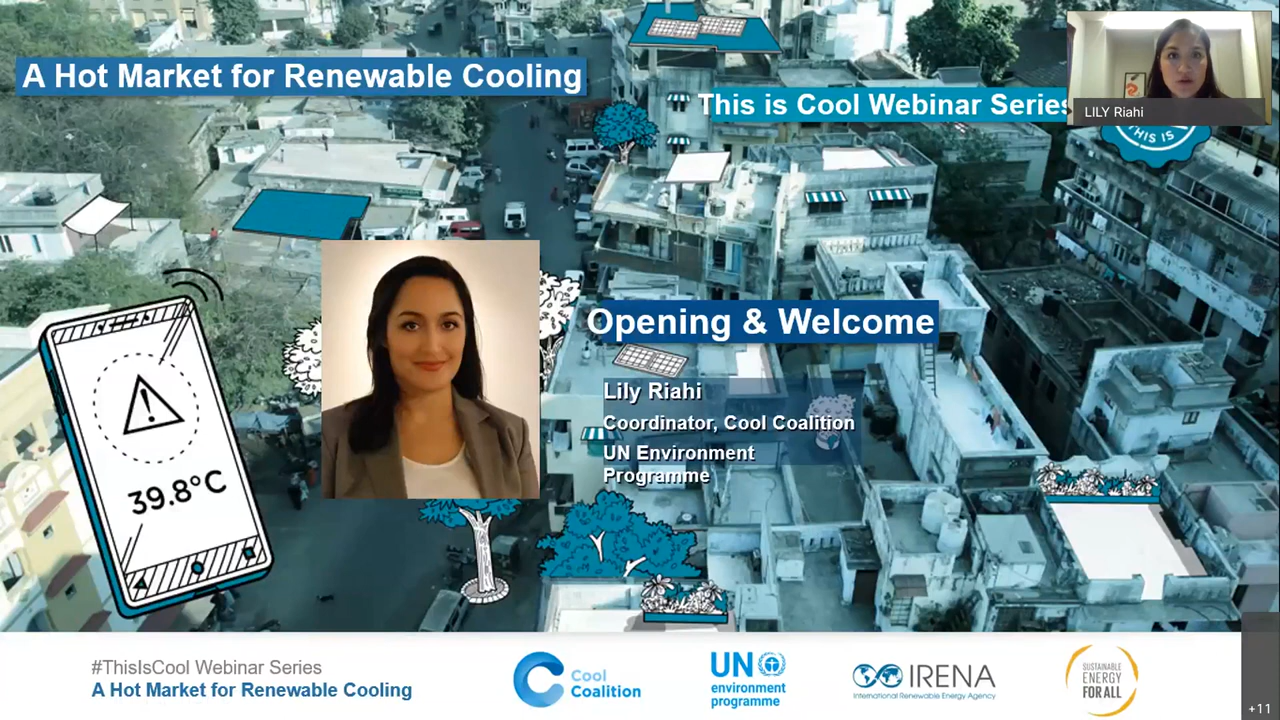 A Hot Market for Renewable Cooling
This is Cool Webinar Series
LILY Riahi
THIS IS
Opening & Welcome
Lily Riahi
Coordinator, Cool Coalition
UN Environment
Programme
39.8°C
#ThisIsCool Webinar Series
A Hot Market for Renewable Cooling
Cool
Coalition
UN
environment
programme
IRENA
International Renewable Energy Agency
SUSTAINABLE
ENERGY
FOR ALL
+11